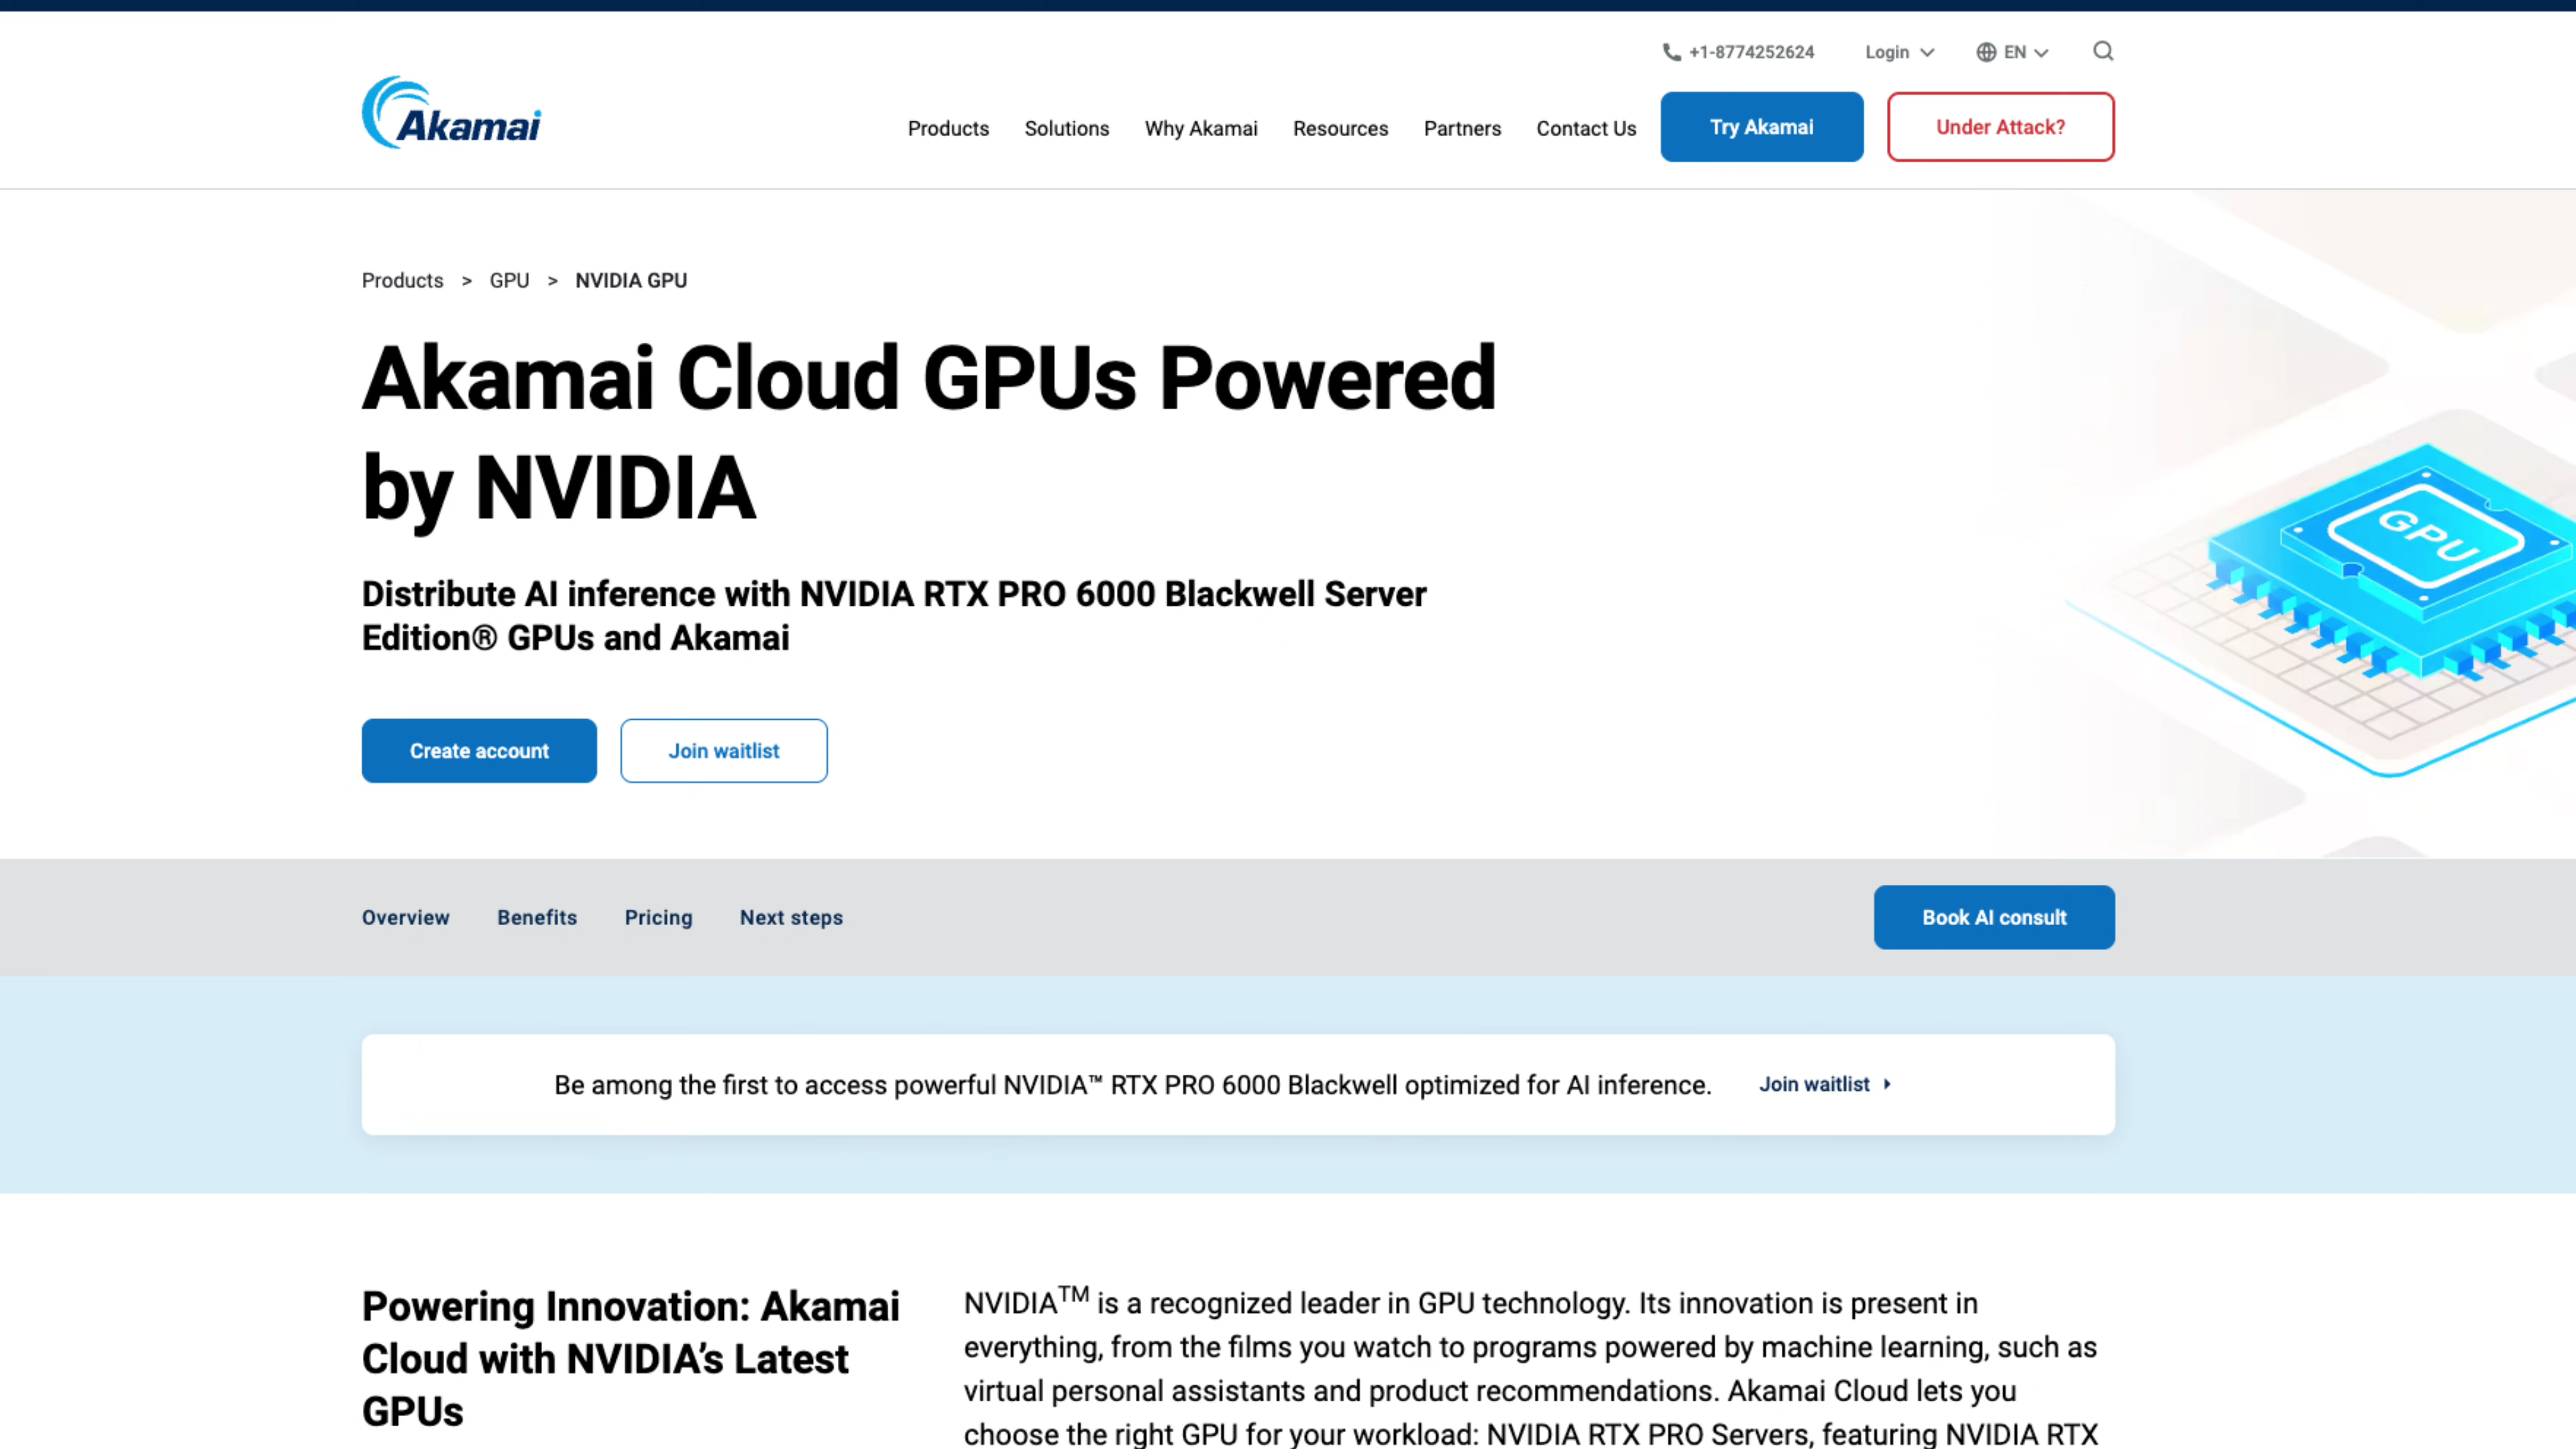 +1-8774252624 Login EN
Akamai
Products Solutions Why Akamai Resources Partners Contact Us Try Akamai Under Attack?
Products > GPU > NVIDIA GPU
Akamai Cloud GPUs Powered
by NVIDIA
Distribute AI inference with NVIDIA RTX PRO 6000 Blackwell Server
Edition® GPUs and Akamai
Create account Join waitlist
GPU
Overview Benefits Pricing Next steps Book AI consult
Be among the first to access powerful NVIDIA™ RTX PRO 6000 Blackwell optimized for AI inference. Join waitlist
Powering Innovation: Akamai
Cloud with NVIDIA’s Latest
GPUs
NVIDIATM is a recognized leader in GPU technology. Its innovation is present in
everything, from the films you watch to programs powered by machine learning, such as
virtual personal assistants and product recommendations. Akamai Cloud lets you
choose the right GPU for your workload: NVIDIA RTX PRO Servers, featuring NVIDIA RTX